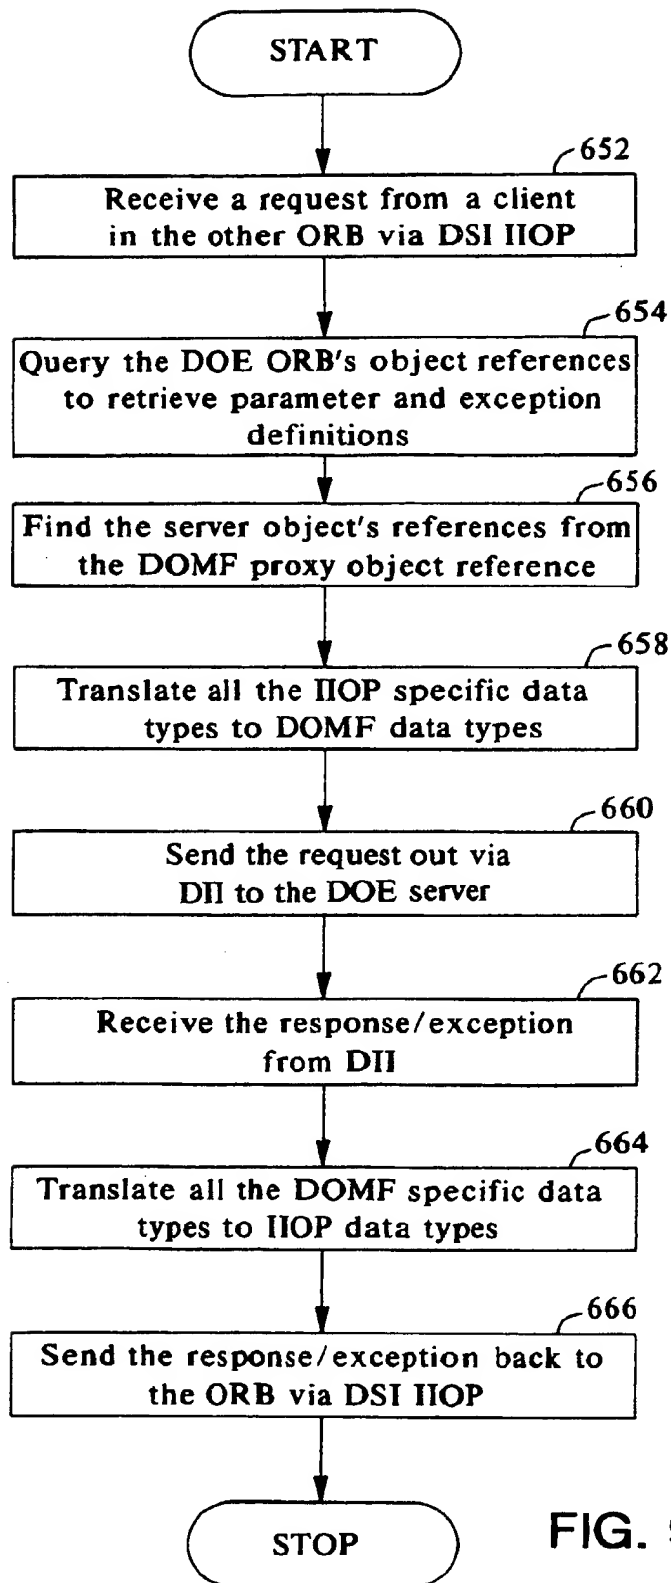 START
652
Receive a request from a client
in the other ORB via DSI IIOP
654
Query the DOE ORB's object references
to retrieve parameter and exception
definitions
656
Find the server object's references from
the DOMF proxy object reference
658
Translate all the IIOP specific data
types to DOMF data types
660
Send the request out via
DII to the DOE server
662
Receive the response/exception
from DII
664
Translate all the DOMF specific data
types to IIOP data types
666
Send the response/exception back to
the ORB via DSI IIOP
STOP
FIG.